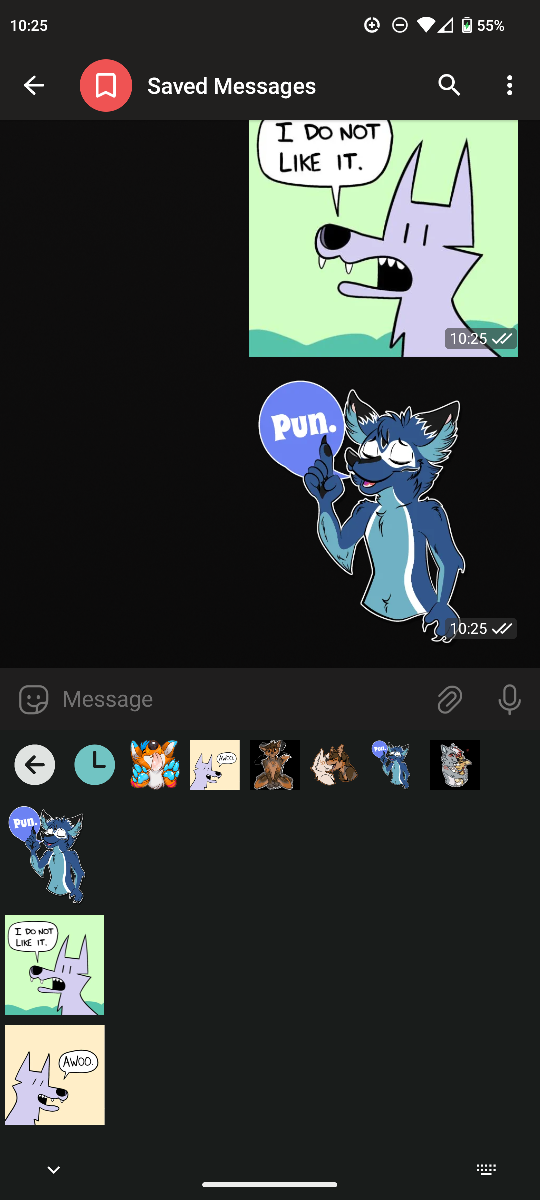 10:25
55%
Saved Messages
I DO NOT
LIKE IT.
10:25
Pun.
10:25
Message
AWOO.
Pun.
Pun.
I DO NOT
LIKE IT.
AWOO.